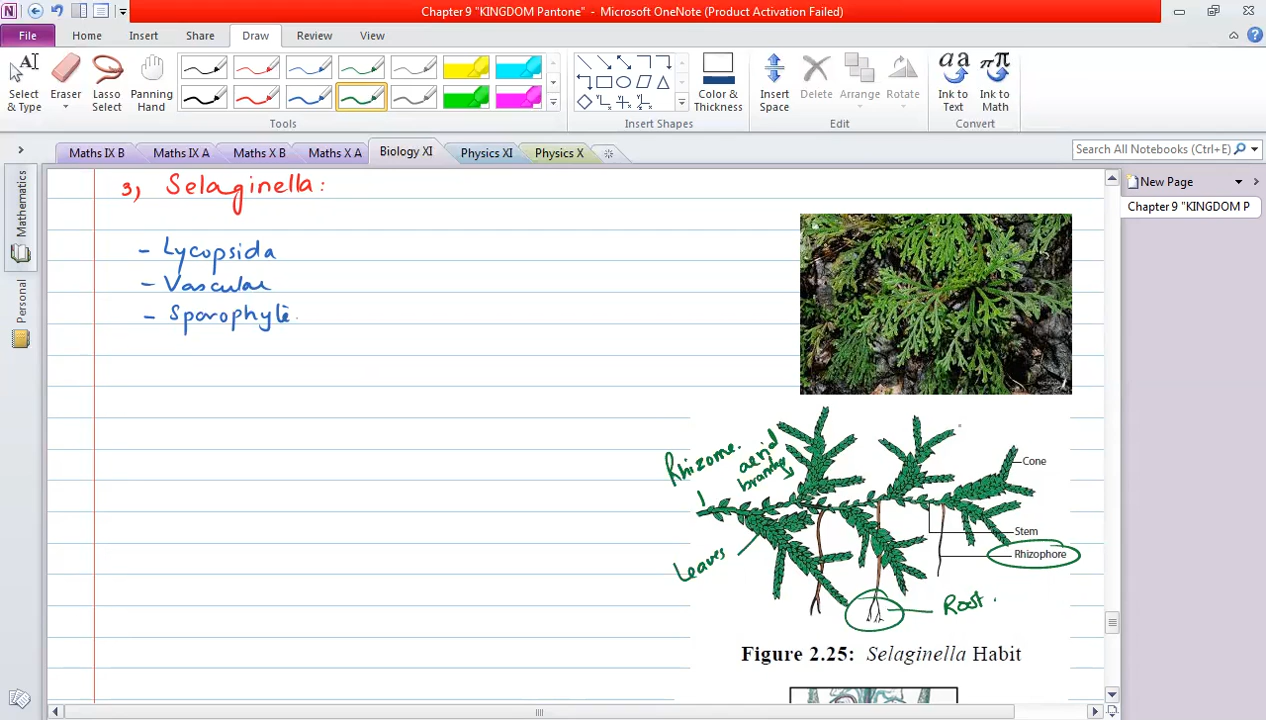 Chapter 9 "KINGDOM Pantone" - Microsoft OneNote (Product Activation Failed)
File Home Insert Share Draw Review View
Select & Type
Eraser
Lasso Select
Panning Hand
Color & Thickness
Insert Space
Delete
Arrange
Rotate
Ink to Text
Ink to Math
Tools
Insert Shapes
Edit
Convert
Maths IX B Maths IX A Maths X B Maths X A Biology XI Physics XI Physics X
Search All Notebooks (Ctrl+E)
New Page
Chapter 9 "KINGDOM P
Mathematics
Personal
3) Selaginella:
- Lycopsida
- Vascular
- Sporophyte
Rhizome.
aerial
branches
Leaves
Cone
Stem
Rhizophore
Root
Figure 2.25: Selaginella Habit